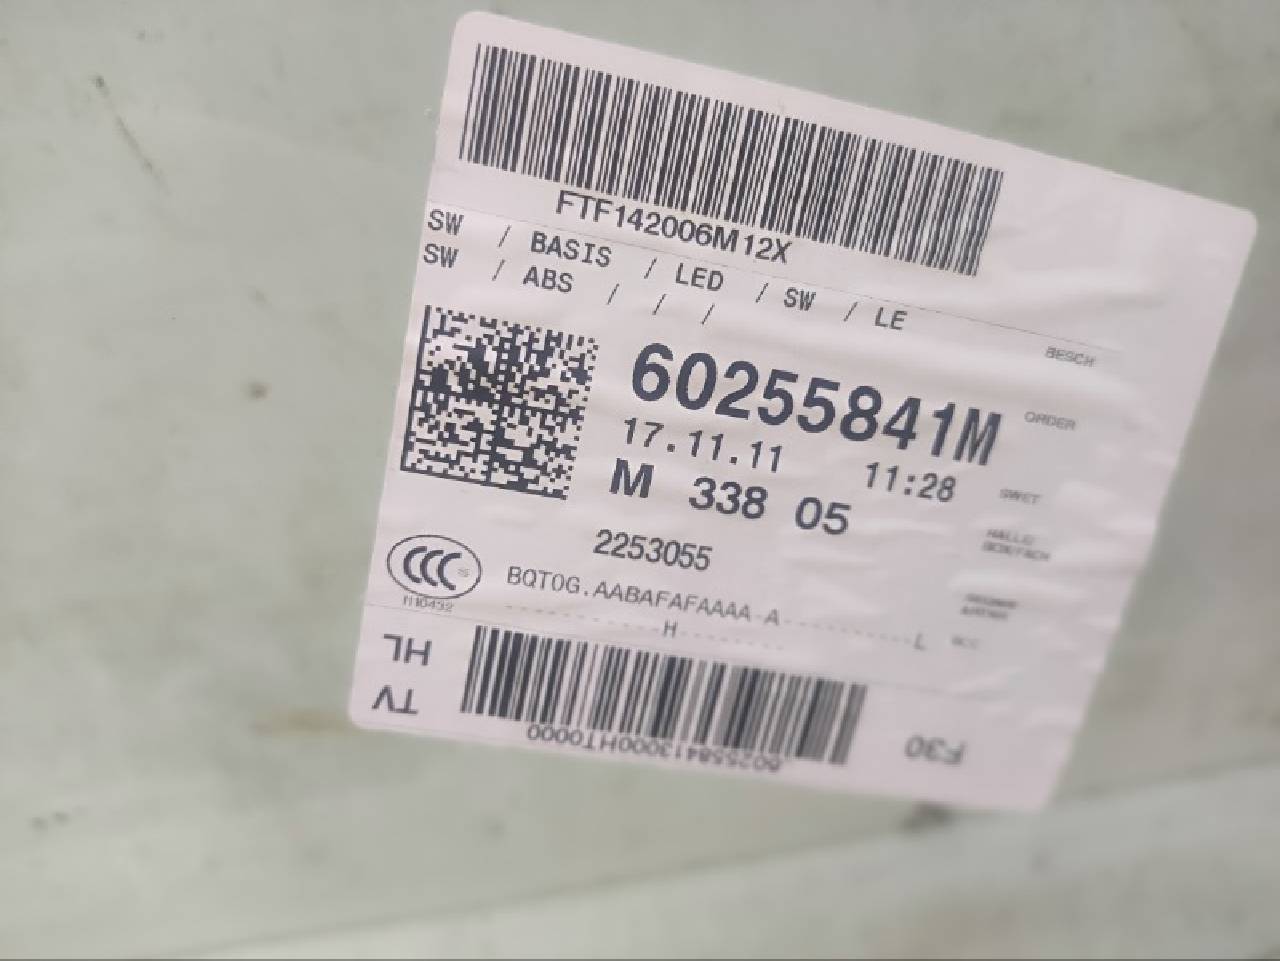 FTF142006M12X
SW / BASIS / LED / SW / LE
SW / ABS / / /
BESCH
60255841M
ORDER
17.11.11 11:28
M 338 05
2253055
CCC
BQT0G.AABAFAFAAAA-A----------L
H
HL
TV
602558413000HT0000
F30